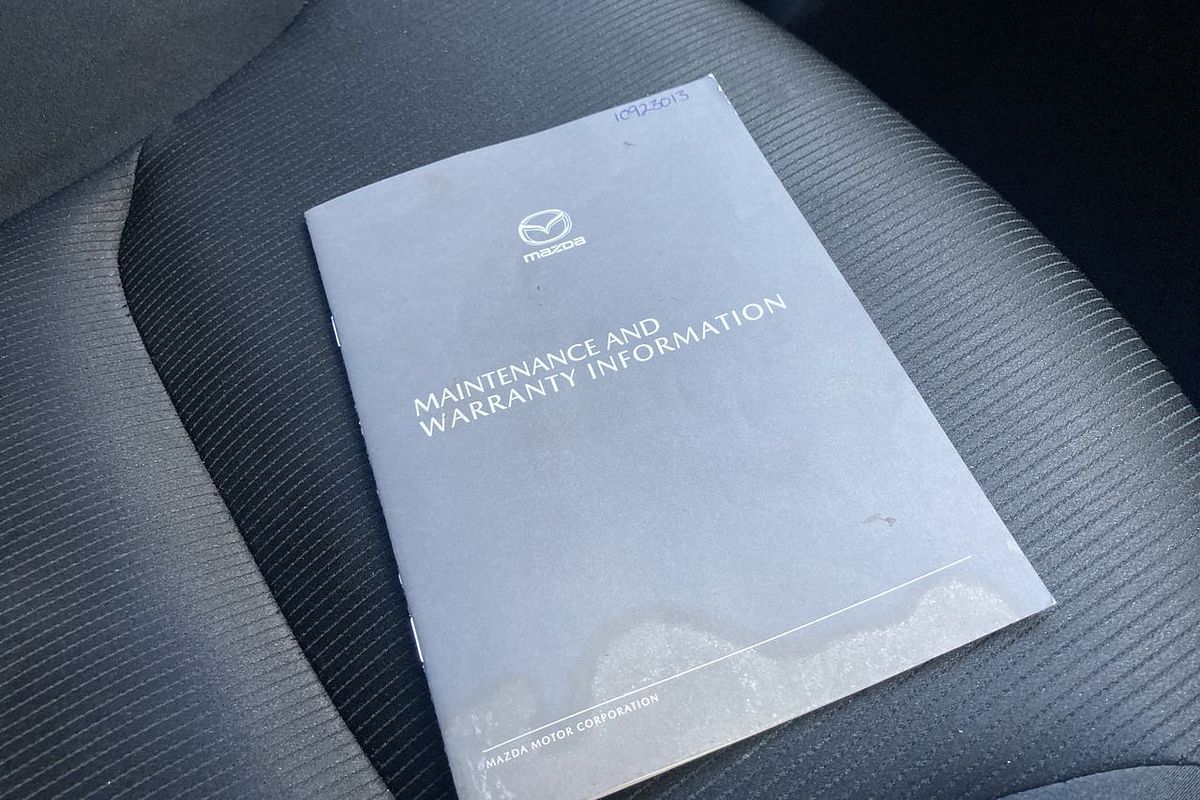 10923013
mazda
MAINTENANCE AND
WARRANTY INFORMATION
MAZDA MOTOR CORPORATION